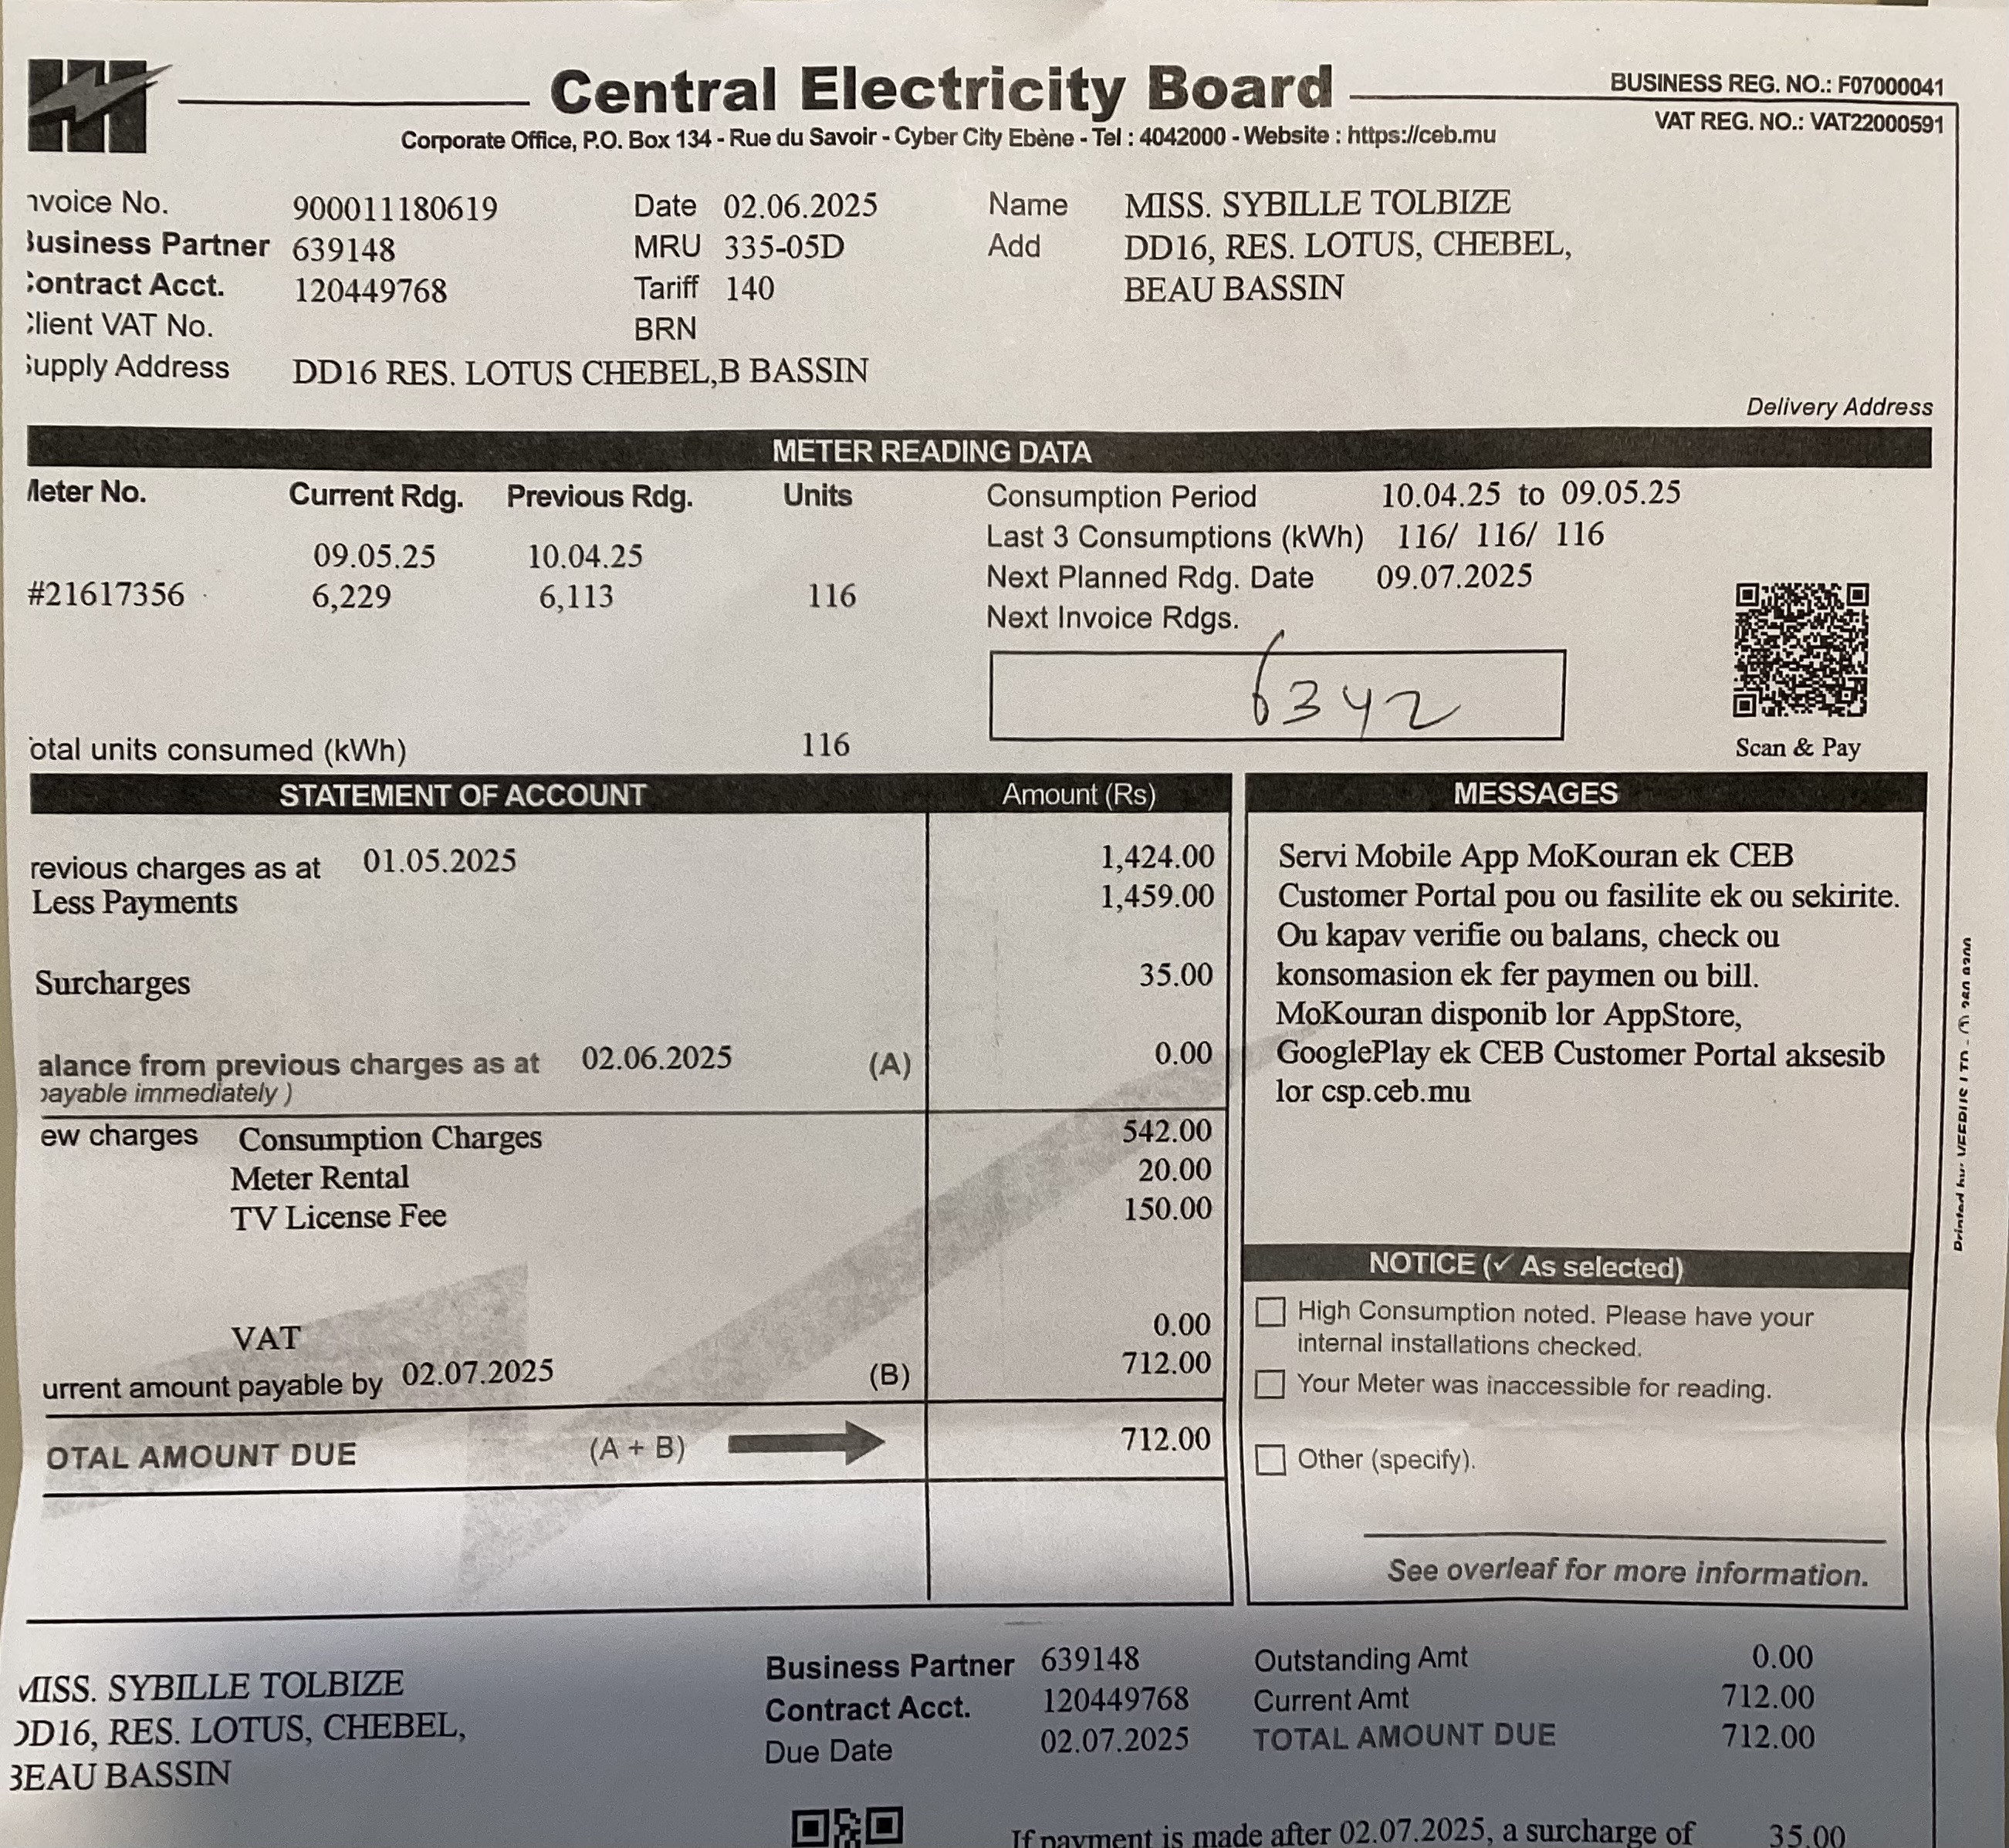 Central Electricity Board
BUSINESS REG. NO.: F07000041
Corporate Office, P.O. Box 134 - Rue du Savoir - Cyber City Ebène - Tel : 4042000 - Website : https://ceb.mu
VAT REG. NO.: VAT22000591
nvoice No. 900011180619 Date 02.06.2025 Name MISS. SYBILLE TOLBIZE
Business Partner 639148 MRU 335-05D Add DD16, RES. LOTUS, CHEBEL,
Contract Acct. 120449768 Tariff 140 BEAU BASSIN
Client VAT No. BRN
Supply Address DD16 RES. LOTUS CHEBEL,B BASSIN
Delivery Address
METER READING DATA
Meter No. Current Rdg. Previous Rdg. Units Consumption Period 10.04.25 to 09.05.25
Last 3 Consumptions (kWh) 116/ 116/ 116
09.05.25 10.04.25
Next Planned Rdg. Date 09.07.2025
#21617356 6,229 6,113 116
Next Invoice Rdgs.
6342
otal units consumed (kWh) 116
Scan & Pay
STATEMENT OF ACCOUNT Amount (Rs)
revious charges as at 01.05.2025 1,424.00
Less Payments 1,459.00
Surcharges 35.00
alance from previous charges as at 02.06.2025 (A) 0.00
payable immediately )
ew charges Consumption Charges 542.00
Meter Rental 20.00
TV License Fee 150.00
VAT 0.00
urrent amount payable by 02.07.2025 (B) 712.00
OTAL AMOUNT DUE (A + B) 712.00
MESSAGES
Servi Mobile App MoKouran ek CEB
Customer Portal pou ou fasilite ek ou sekirite.
Ou kapav verifie ou balans, check ou
konsomasion ek fer paymen ou bill.
MoKouran disponib lor AppStore,
GooglePlay ek CEB Customer Portal aksesib
lor csp.ceb.mu
NOTICE (✓ As selected)
High Consumption noted. Please have your
internal installations checked.
Your Meter was inaccessible for reading.
Other (specify).
See overleaf for more information.
MISS. SYBILLE TOLBIZE
DD16, RES. LOTUS, CHEBEL,
BEAU BASSIN
Business Partner 639148 Outstanding Amt 0.00
Contract Acct. 120449768 Current Amt 712.00
Due Date 02.07.2025 TOTAL AMOUNT DUE 712.00
If payment is made after 02.07.2025, a surcharge of 35.00